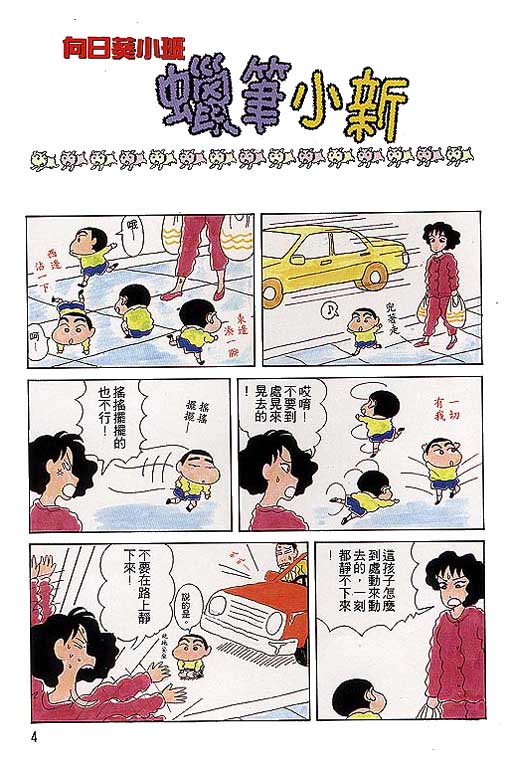 向日葵小班
蠟筆小新
♪
兜著走
哦—
西邊
沾一下
東邊
添一腳
呵—
一切
有我
哎唷！
不要到
處晃來
晃去的
！
搖搖
擺擺！
搖搖擺擺的
也不行！
這孩子怎麼
到處動來動
去的，一刻
都靜不下來
！
不要在路上靜
下來！
說的是。
4